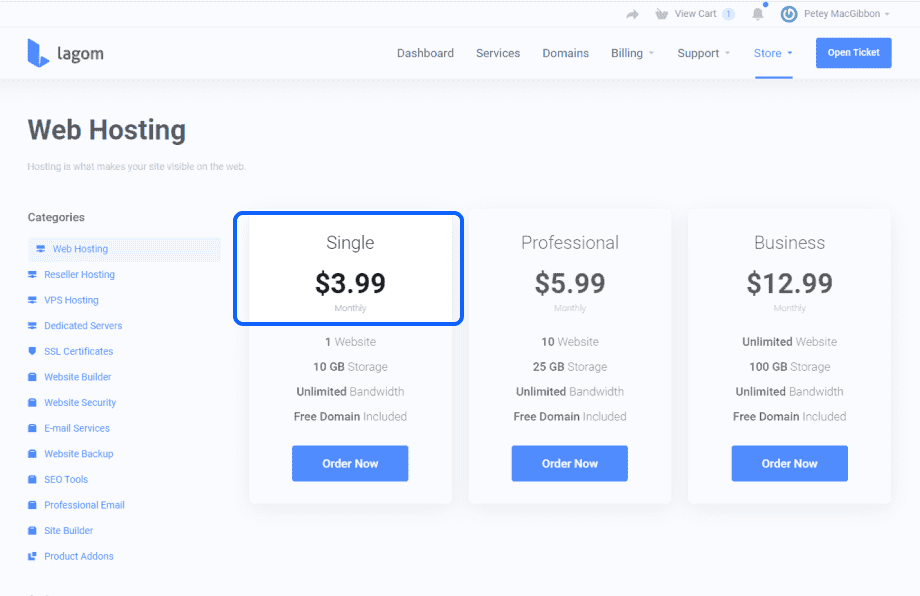 View Cart 1 Petey MacGibbon
lagom Dashboard Services Domains Billing Support Store Open Ticket
Web Hosting
Hosting is what makes your site visible on the web.
Categories
Web Hosting
Reseller Hosting
VPS Hosting
Dedicated Servers
SSL Certificates
Website Builder
Website Security
E-mail Services
Website Backup
SEO Tools
Professional Email
Site Builder
Product Addons
Single
$3.99
Monthly
1 Website
10 GB Storage
Unlimited Bandwidth
Free Domain Included
Order Now
Professional
$5.99
Monthly
10 Website
25 GB Storage
Unlimited Bandwidth
Free Domain Included
Order Now
Business
$12.99
Monthly
Unlimited Website
100 GB Storage
Unlimited Bandwidth
Free Domain Included
Order Now